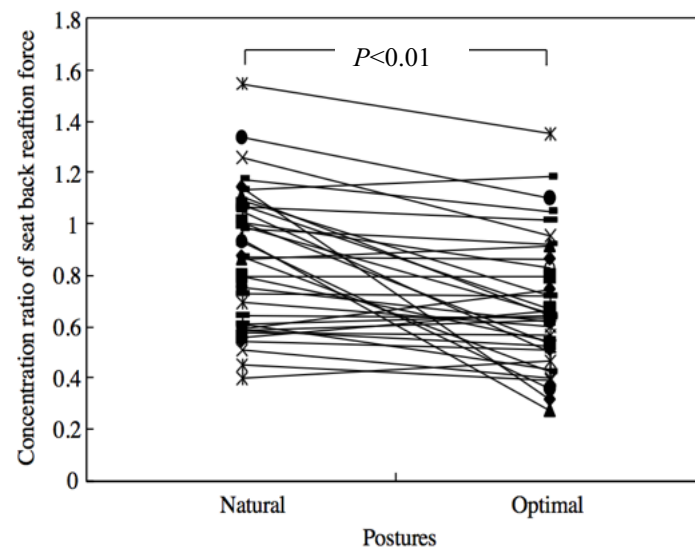 1.8
1.6
1.4
1.2
1
0.8
0.6
0.4
0.2
0
Concentration ratio of seat back reaftion force
P<0.01
Natural
Optimal
Postures